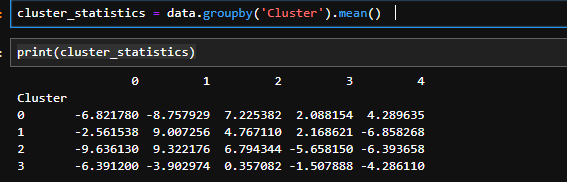 cluster_statistics = data.groupby('Cluster').mean()
print(cluster_statistics)
0 1 2 3 4
Cluster
0 -6.821780 -8.757929 7.225382 2.088154 4.289635
1 -2.561538 9.007256 4.767110 2.168621 -6.858268
2 -9.636130 9.322176 6.794344 -5.658150 -6.393658
3 -6.391200 -3.902974 0.357082 -1.507888 -4.286110